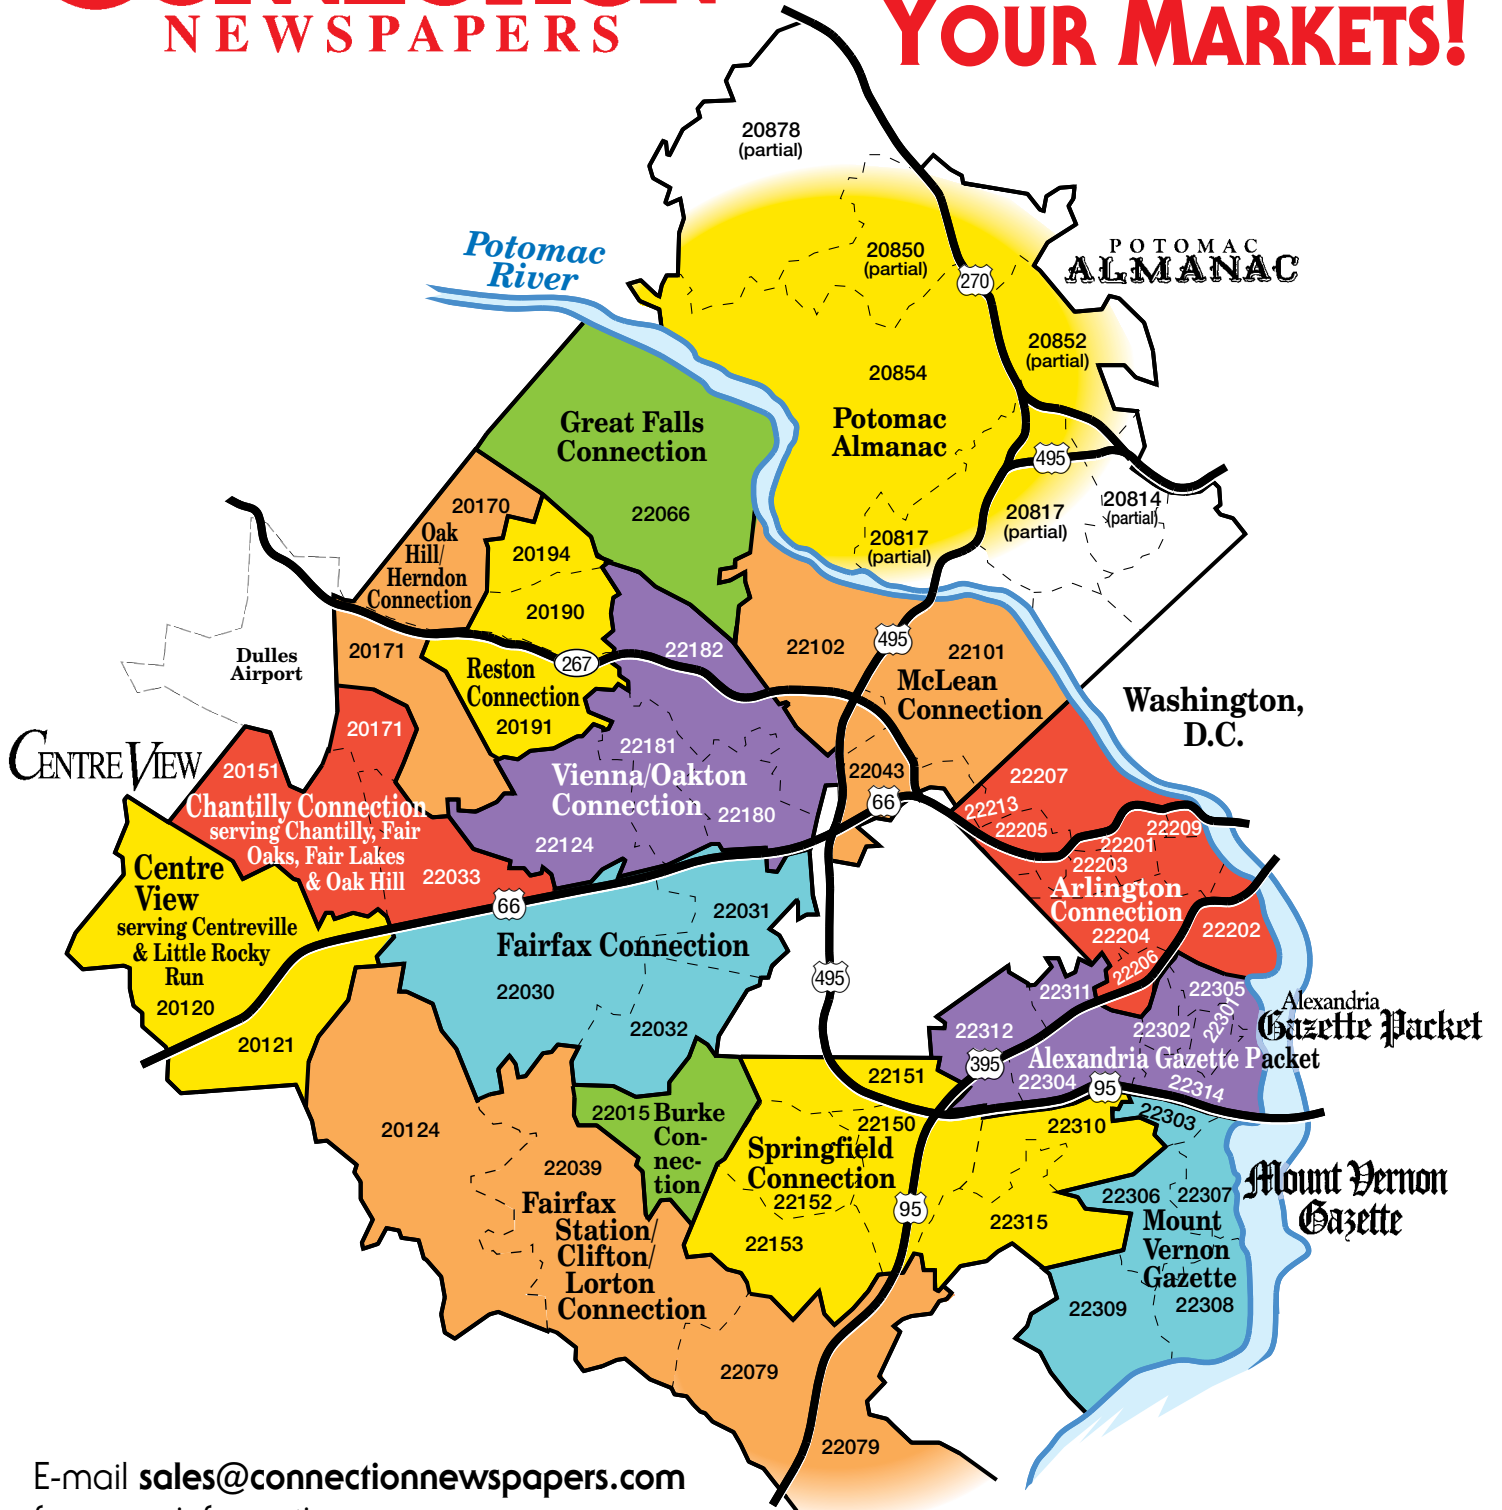 NEWSPAPERS
YOUR MARKETS!
20878
(partial)
Potomac
River
20850
(partial)
270
POTOMAC
ALMANAC
20852
(partial)
20854
Potomac
Almanac
Great Falls
Connection
22066
495
20814
(partial)
20817
(partial)
20817
(partial)
20170
Oak
Hill/
Herndon
Connection
20194
20190
20171
Dulles
Airport
267
Reston
Connection
20191
22182
22102
495
22101
McLean
Connection
Washington,
D.C.
CENTRE VIEW
20171
20151
Chantilly Connection
serving Chantilly, Fair
Oaks, Fair Lakes
& Oak Hill
22033
22181
Vienna/Oakton
Connection
22180
22124
22043
66
22207
22213
22205
22209
22201
22203
Arlington
Connection
22204
22202
22206
Centre
View
serving Centreville
& Little Rocky
Run
20120
20121
66
22031
Fairfax Connection
22030
22032
495
22311
22305
22301
22312
22302
Alexandria
Gazette Packet
Alexandria Gazette Packet
395
22304
95
22314
22151
22150
22310
22303
20124
22015 Burke
Con-
nec-
tion
Springfield
Connection
22152
22153
95
22315
22039
Fairfax
Station/
Clifton/
Lorton
Connection
22306
22307
Mount
Vernon
Gazette
22309
22308
Mount Vernon
Gazette
22079
22079
E-mail sales@connectionnewspapers.com